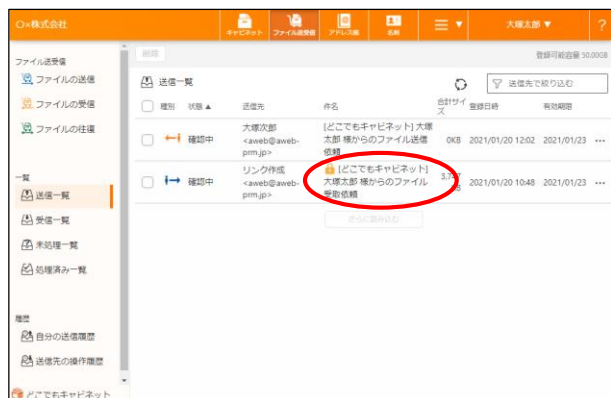 ○×株式会社
キャビネット
ファイル送受信
アドレス帳
名刺
大塚太郎 ▼
?
ファイル送受信
ファイルの送信
ファイルの受信
ファイルの往復
一覧
送信一覧
受信一覧
未処理一覧
処理済み一覧
履歴
自分の送信履歴
送信先の操作履歴
どこでもキャビネット
削除
登録可能容量 50.00GB
送信一覧
送信先で絞り込む
種別 状態▲ 送信先 件名 合計サイズ 登録日時 有効期限
確認中
大塚次郎
<aweb@aweb-
prm.jp>
[どこでもキャビネット] 大塚
太郎 様からのファイル送信
依頼
0KB 2021/01/20 12:02 2021/01/23 ...
確認中
リンク作成
<aweb@aweb-
prm.jp>
[どこでもキャビネット]
大塚太郎 様からのファイル
受取依頼
2021/01/20 10:48 2021/01/23 ...
さらに読み込む